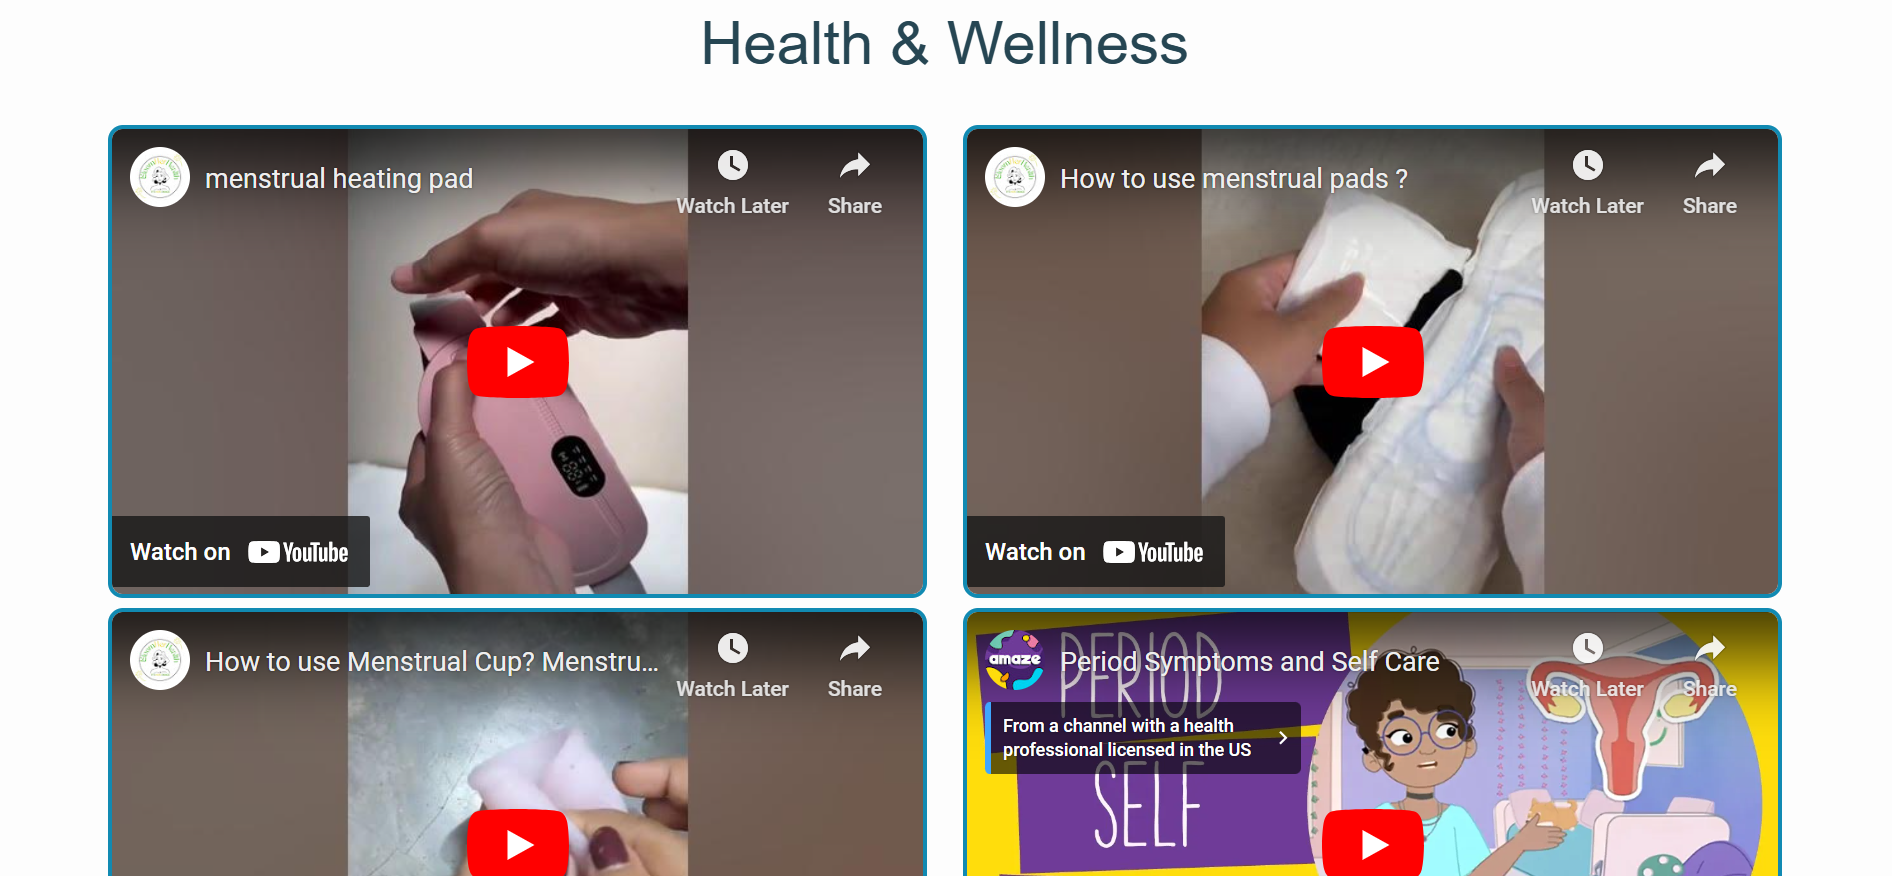 Health & Wellness
menstrual heating pad
Watch Later
Share
Watch on YouTube
How to use menstrual pads ?
Watch Later
Share
Watch on YouTube
How to use Menstrual Cup? Menstru...
Watch Later
Share
amaze
Period Symptoms and Self Care
Watch Later
Share
PERIOD
From a channel with a health
professional licensed in the US
SELF